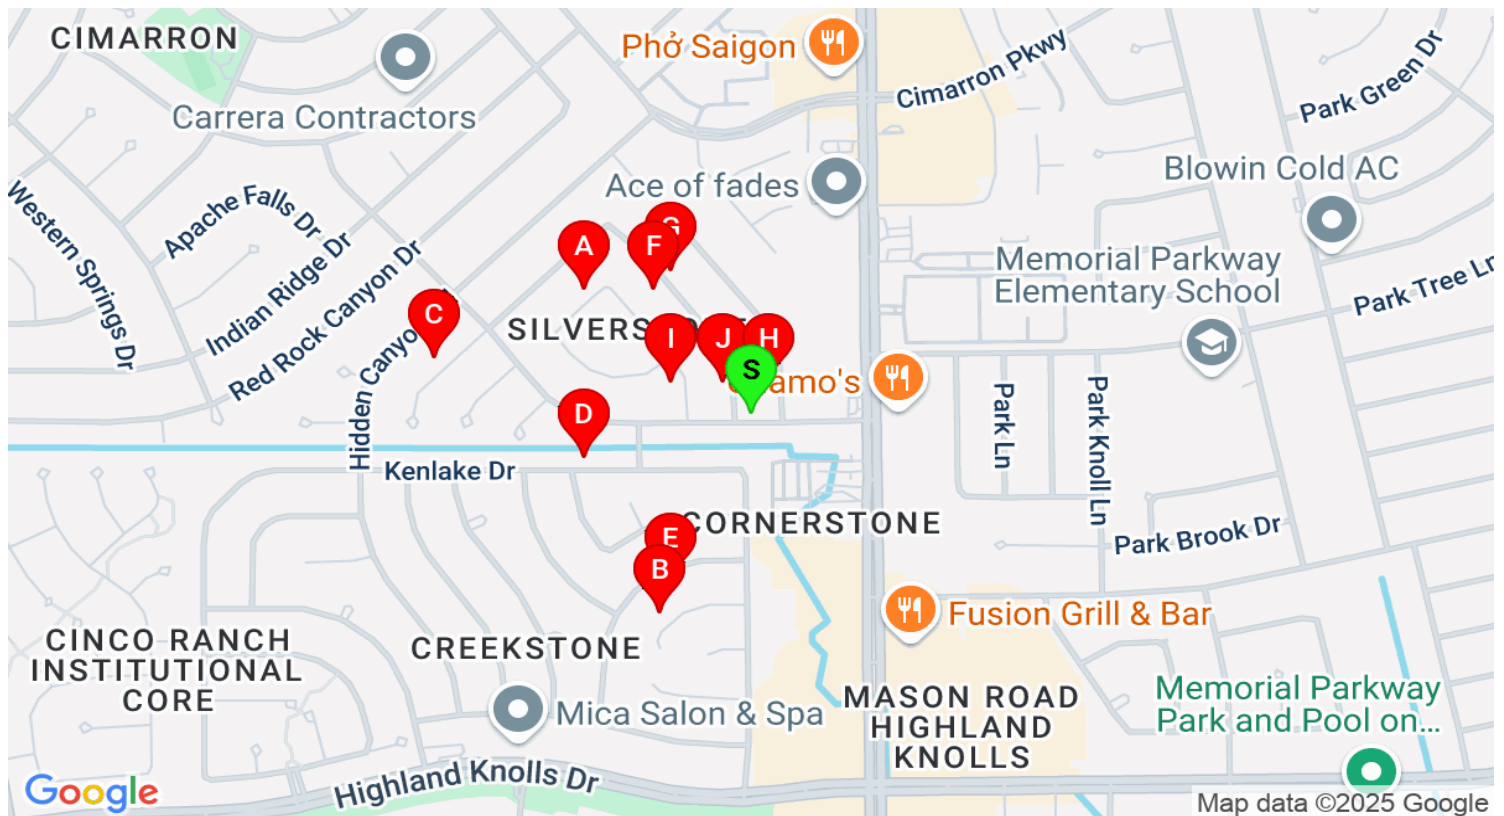 CIMARRON
Phở Saigon
Cimarron Pkwy
Park Green Dr
Carrera Contractors
Ace of fades
Blowin Cold AC
Western Springs Dr
Apache Falls Dr
Indian Ridge Dr
Red Rock Canyon Dr
Hidden Canyo
Memorial Parkway
Elementary School
Park Tree Ln
A
F
G
C
SILVERS
I
J
H
S
amo's
D
Park Ln
Park Knoll Ln
Kenlake Dr
CORNERSTONE
E
B
Park Brook Dr
Fusion Grill & Bar
CINCO RANCH
INSTITUTIONAL
CORE
CREEKSTONE
Mica Salon & Spa
MASON ROAD
HIGHLAND
KNOLLS
Memorial Parkway
Park and Pool on...
Highland Knolls Dr
Google
Map data ©2025 Google